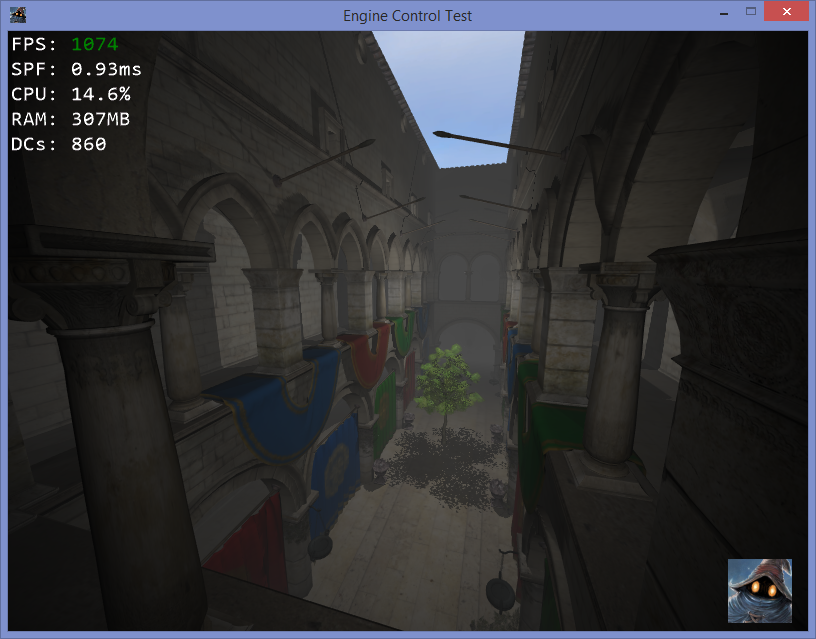 Engine Control Test
FPS: 1074
SPF: 0.93ms
CPU: 14.6%
RAM: 307MB
DCs: 860